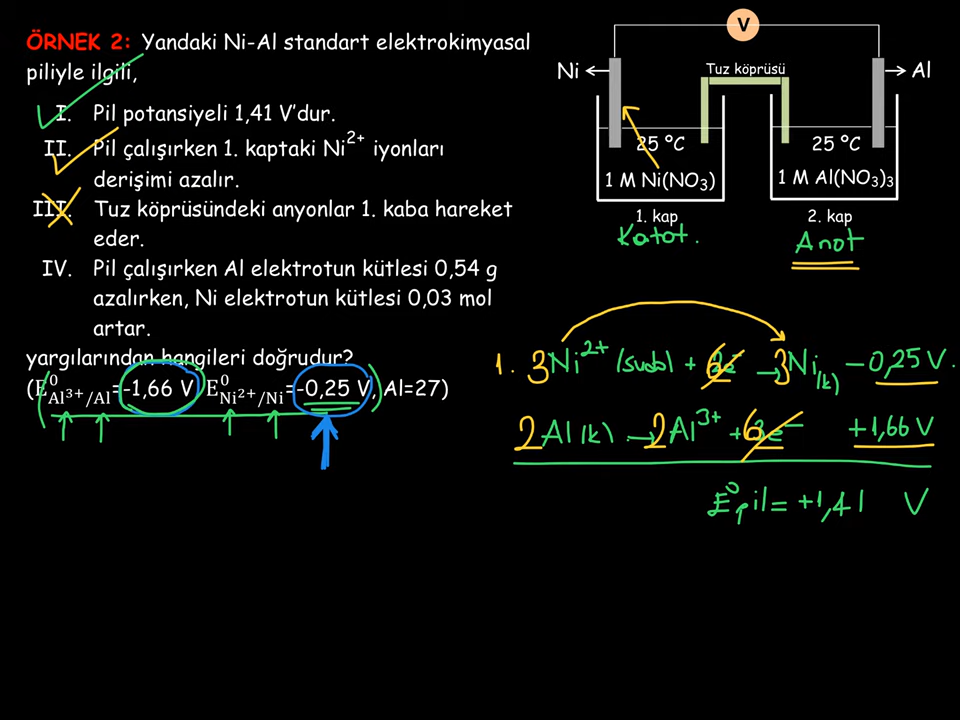 ÖRNEK 2: Yandaki Ni-Al standart elektrokimyasal
piliyle ilgili,
I. Pil potansiyeli 1,41 V'dur.
II. Pil çalışırken 1. kaptaki Ni²⁺ iyonları
derişimi azalır.
III. Tuz köprüsündeki anyonlar 1. kaba hareket
eder.
IV. Pil çalışırken Al elektrotun kütlesi 0,54 g
azalırken, Ni elektrotun kütlesi 0,03 mol
artar.
yargılarından hangileri doğrudur?
(E⁰Al³⁺/Al=-1,66 V, E⁰Ni²⁺/Ni=-0,25 V, Al=27)
V
Ni
Tuz köprüsü
Al
25 ºC
25 ºC
1 M Ni(NO₃)
1 M Al(NO₃)₃
1. kap
2. kap
Katot.
Anot
1. 3Ni²⁺(suda) + 6e⁻ → 3Ni(k) -0,25 V.
2Al(k) → 2Al³⁺ + 6e⁻ +1,66 V
E⁰pil = +1,41 V